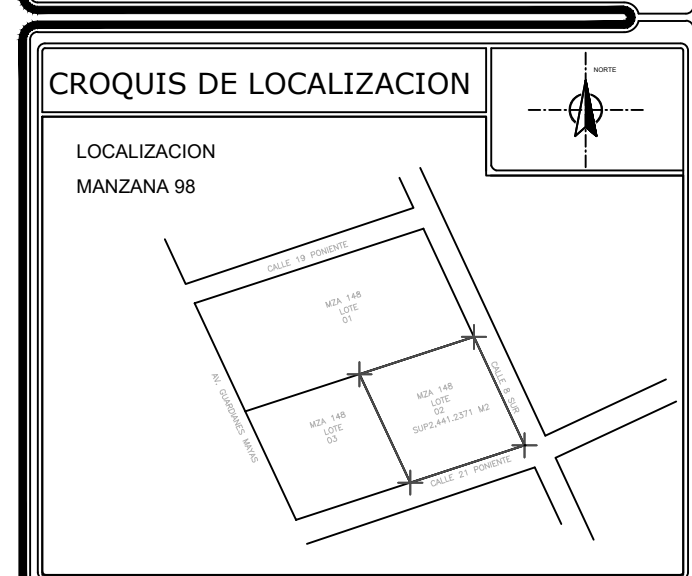 CROQUIS DE LOCALIZACION
NORTE
LOCALIZACION
MANZANA 98
CALLE 19 PONIENTE
MZA 148
LOTE
01
AV. GUARDIANES MAYAS
MZA 148
LOTE
03
MZA 148
LOTE
02
SUP2,441.2371 M2
CALLE 8 SUR
CALLE 21 PONIENTE